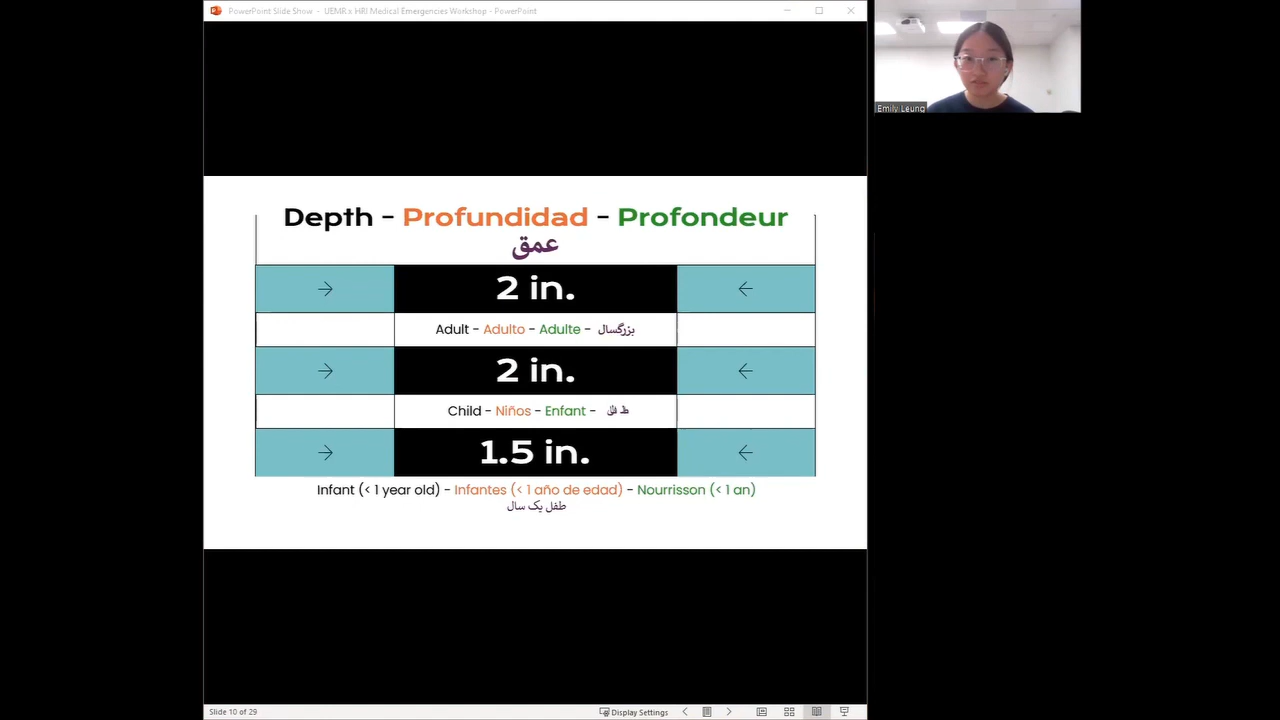 PowerPoint Slide Show - UEMR x HRI Medical Emergencies Workshop - PowerPoint
Emily Leung
Depth - Profundidad - Profondeur
عمق
→ 2 in. ←
Adult - Adulto - Adulte - بزرگسال
→ 2 in. ←
Child - Niños - Enfant -
→ 1.5 in. ←
Infant (< 1 year old) - Infantes (< 1 año de edad) - Nourrisson (< 1 an)
طفل یک سال
Slide 10 of 29
Display Settings